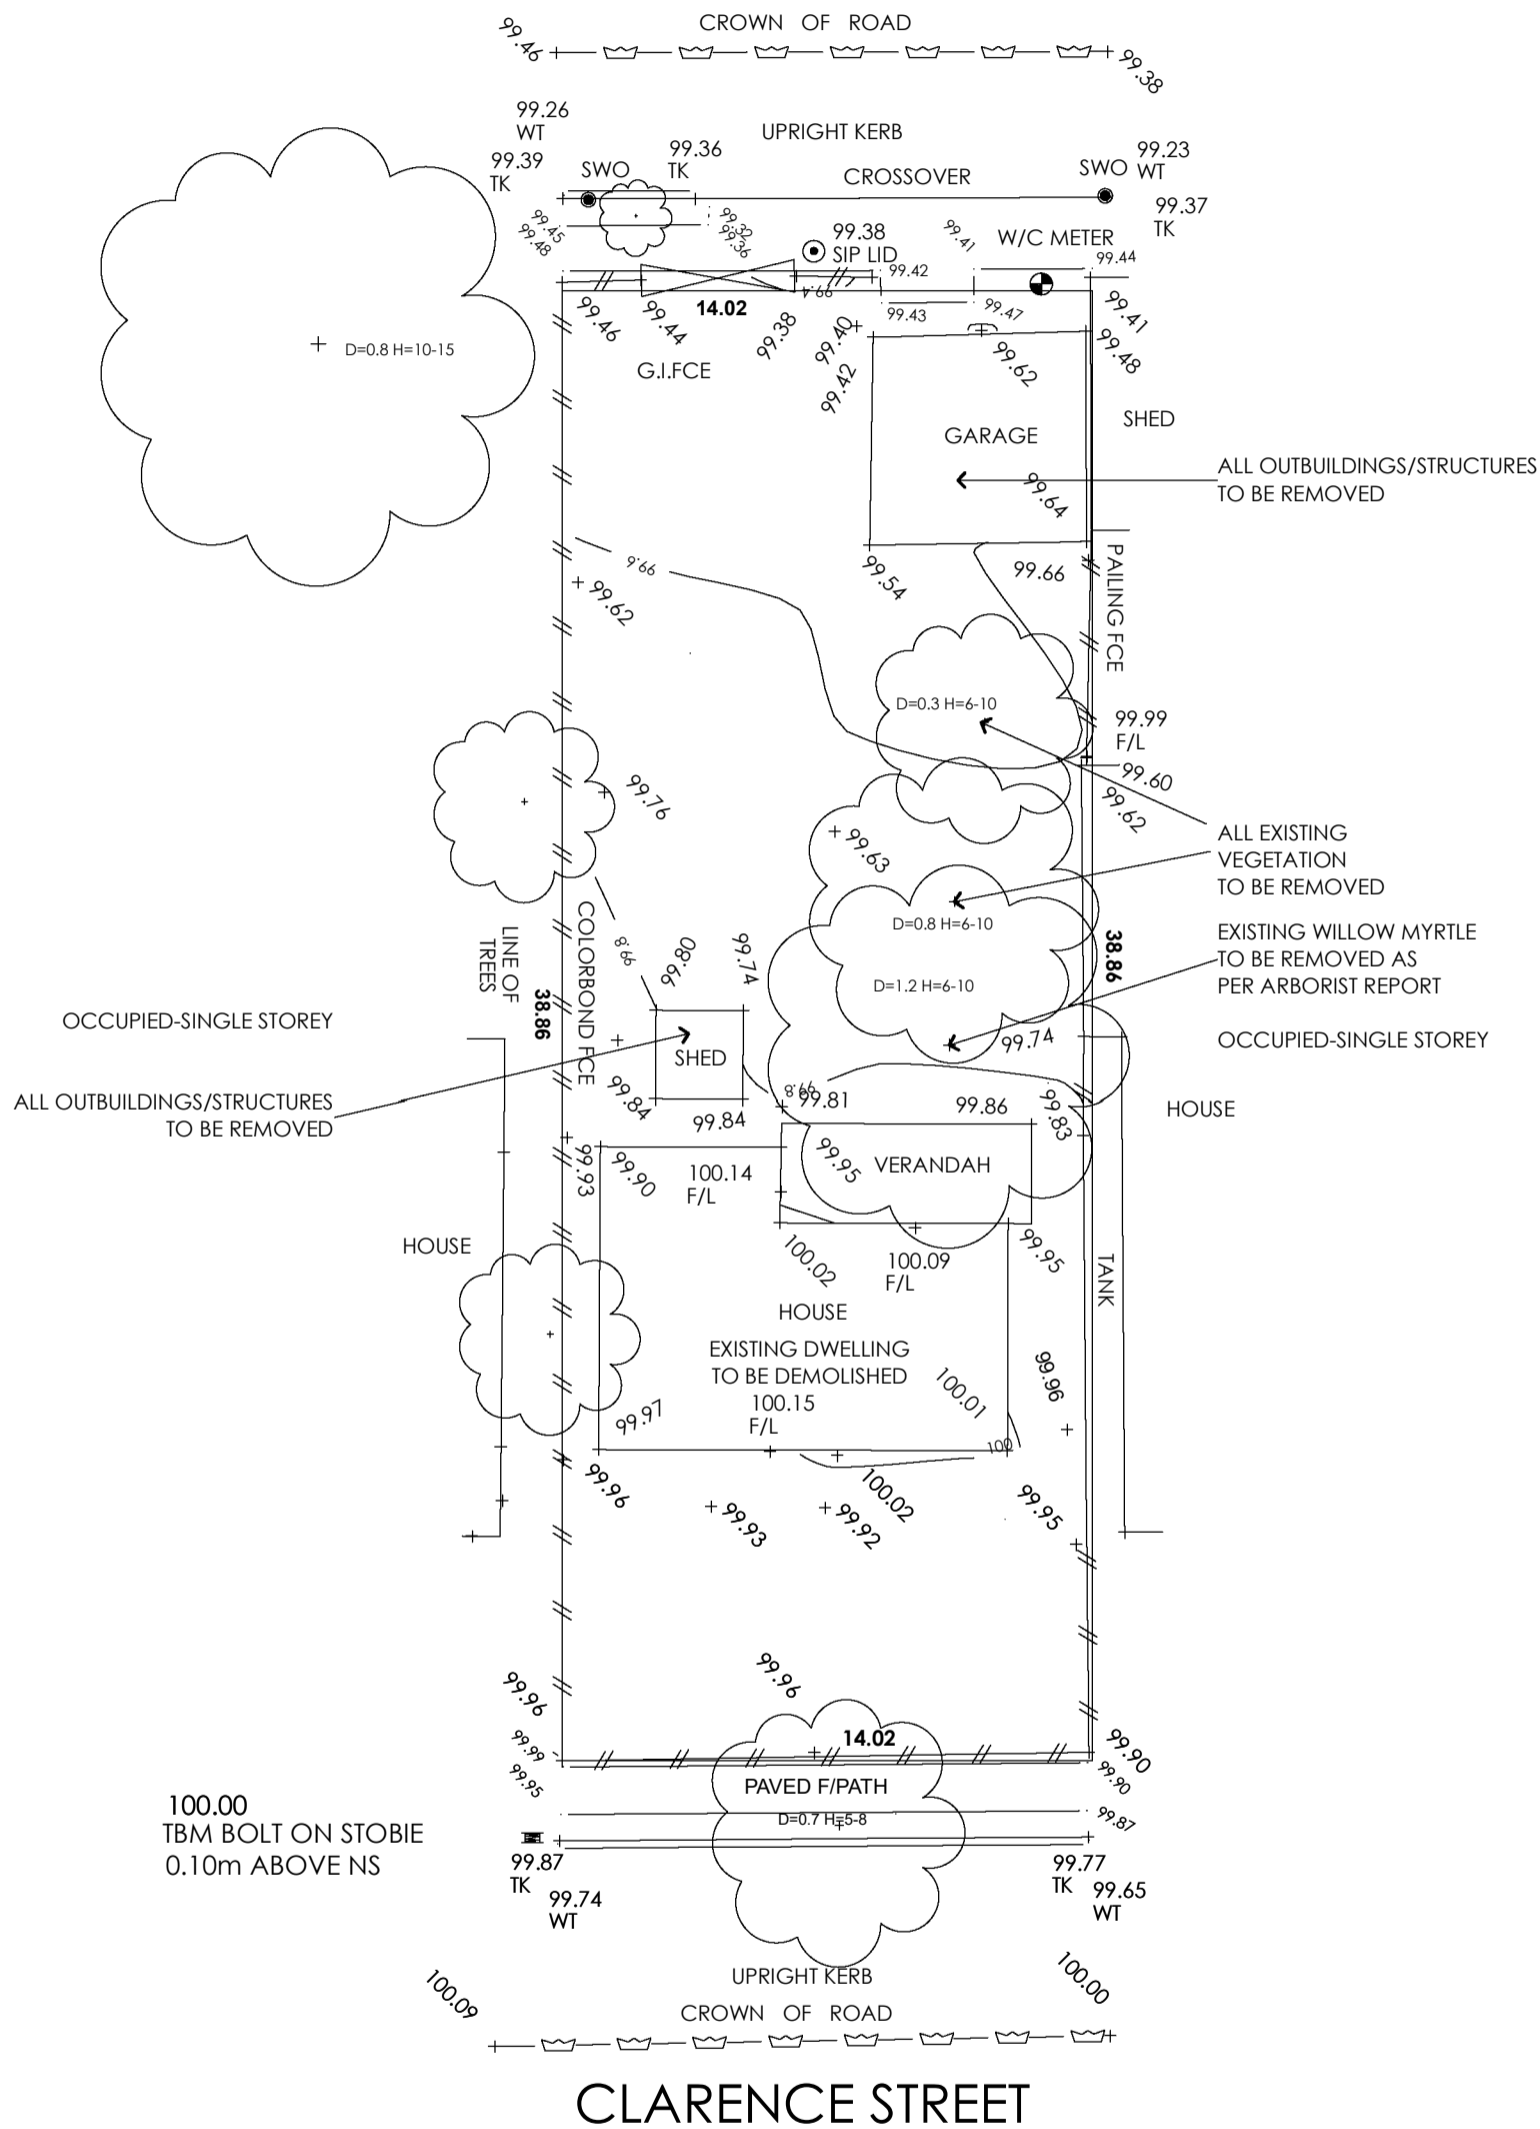 CROWN OF ROAD
99.46
99.38
99.26
WT
UPRIGHT KERB
99.39
TK
SWO
99.36
TK
CROSSOVER
SWO
99.23
WT
99.37
TK
99.45
99.48
99.32
99.36
99.38
SIP LID
99.41
W/C METER
99.44
99.42
99.4
99.46
99.44
14.02
99.38
99.40
99.43
99.47
99.41
99.48
99.62
99.42
G.I.FCE
D=0.8 H=10-15
GARAGE
SHED
99.64
ALL OUTBUILDINGS/STRUCTURES
TO BE REMOVED
99.6
99.62
99.54
99.66
PAILING FCE
D=0.3 H=6-10
99.99
F/L
99.60
99.62
99.76
99.63
ALL EXISTING
VEGETATION
TO BE REMOVED
D=0.8 H=6-10
EXISTING WILLOW MYRTLE
TO BE REMOVED AS
PER ARBORIST REPORT
38.86
LINE OF
TREES
38.86
COLORBOND FCE
99.8
99.80
99.74
D=1.2 H=6-10
OCCUPIED-SINGLE STOREY
SHED
99.74
OCCUPIED-SINGLE STOREY
ALL OUTBUILDINGS/STRUCTURES
TO BE REMOVED
99.84
99.84
99.8
99.81
99.86
99.83
HOUSE
99.93
99.90
100.14
F/L
99.95
VERANDAH
HOUSE
100.02
100.09
F/L
99.95
TANK
HOUSE
EXISTING DWELLING
TO BE DEMOLISHED
100.15
F/L
99.97
100.01
99.96
100
99.96
99.93
99.92
100.02
99.95
99.96
99.96
14.02
99.99
99.95
99.90
99.90
PAVED F/PATH
D=0.7 H=5-8
99.87
100.00
TBM BOLT ON STOBIE
0.10m ABOVE NS
99.87
TK
99.74
WT
99.77
TK
99.65
WT
UPRIGHT KERB
100.09
100.00
CROWN OF ROAD
CLARENCE STREET